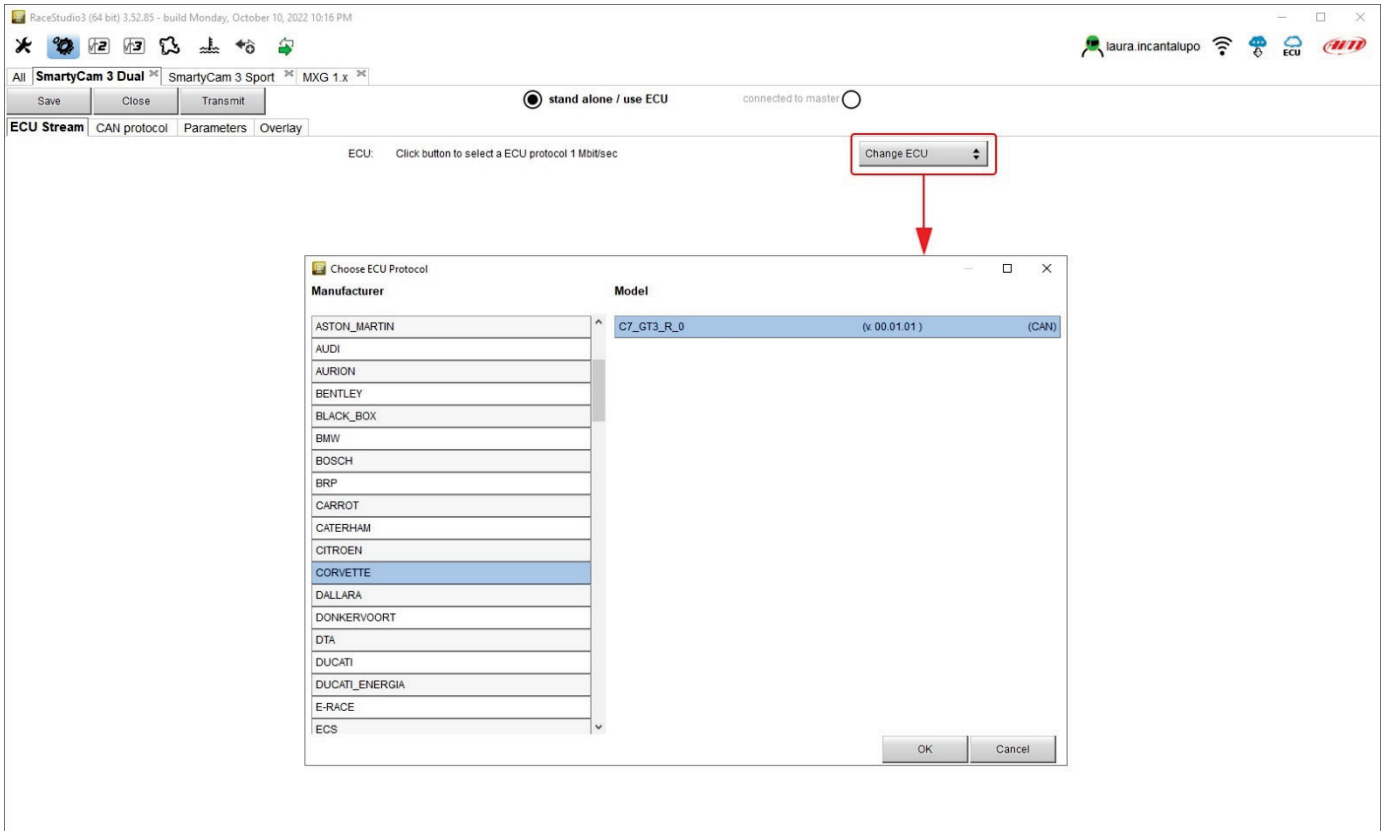 RaceStudio3 (64 bit) 3.52.85 - build Monday, October 10, 2022 10:16 PM
laura.incantalupo ECU AiM
All SmartyCam 3 Dual SmartyCam 3 Sport MXG 1.x
Save Close Transmit stand alone / use ECU connected to master
ECU Stream CAN protocol Parameters Overlay
ECU: Click button to select a ECU protocol 1 Mbit/sec Change ECU
Choose ECU Protocol
Manufacturer Model
ASTON_MARTIN C7_GT3_R_0 (v. 00.01.01 ) (CAN)
AUDI
AURION
BENTLEY
BLACK_BOX
BMW
BOSCH
BRP
CARROT
CATERHAM
CITROEN
CORVETTE
DALLARA
DONKERVOORT
DTA
DUCATI
DUCATI_ENERGIA
E-RACE
ECS
OK Cancel